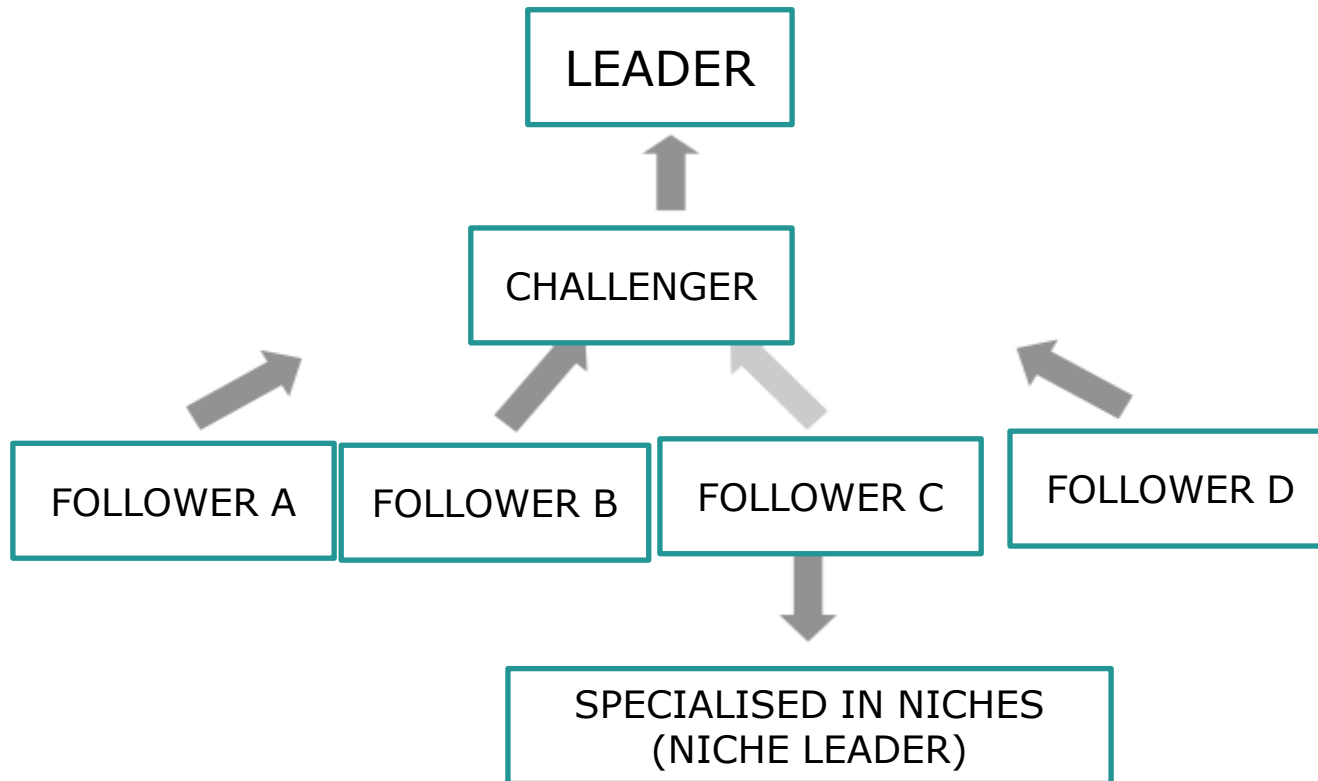 LEADER
CHALLENGER
FOLLOWER A
FOLLOWER B
FOLLOWER C
FOLLOWER D
SPECIALISED IN NICHES
(NICHE LEADER)